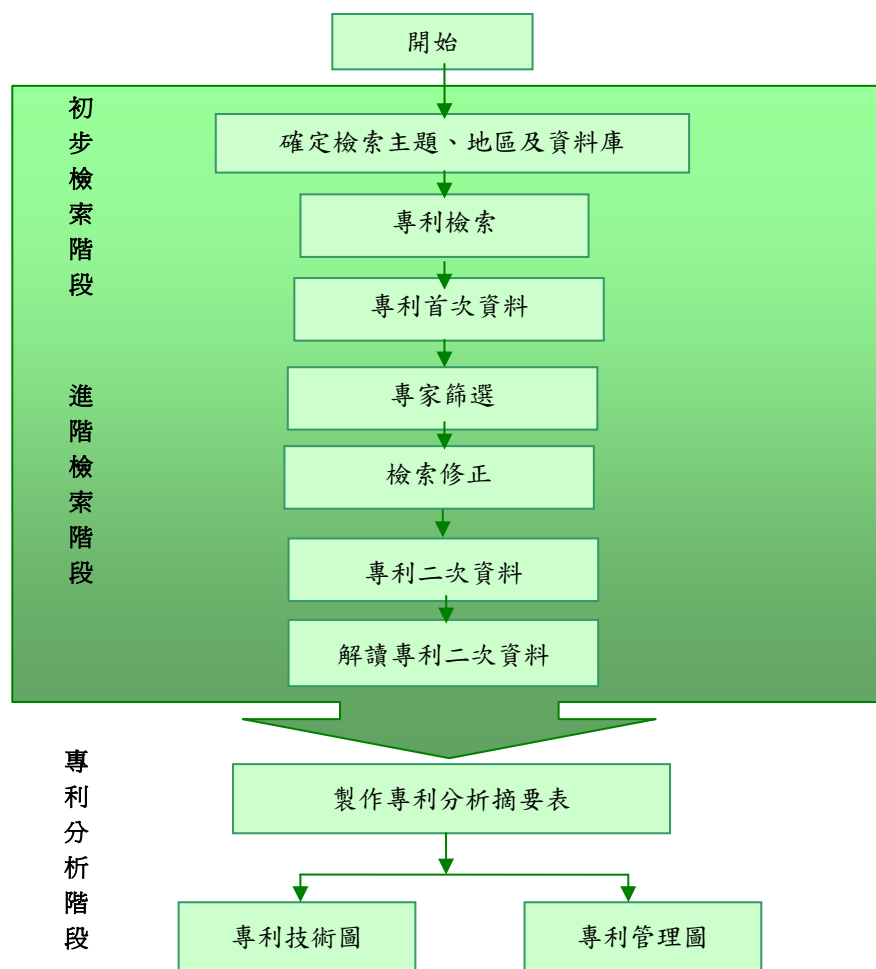 開始
初步檢索階段
確定檢索主題、地區及資料庫
專利檢索
專利首次資料
進階檢索階段
專家篩選
檢索修正
專利二次資料
解讀專利二次資料
專利分析階段
製作專利分析摘要表
專利技術圖
專利管理圖